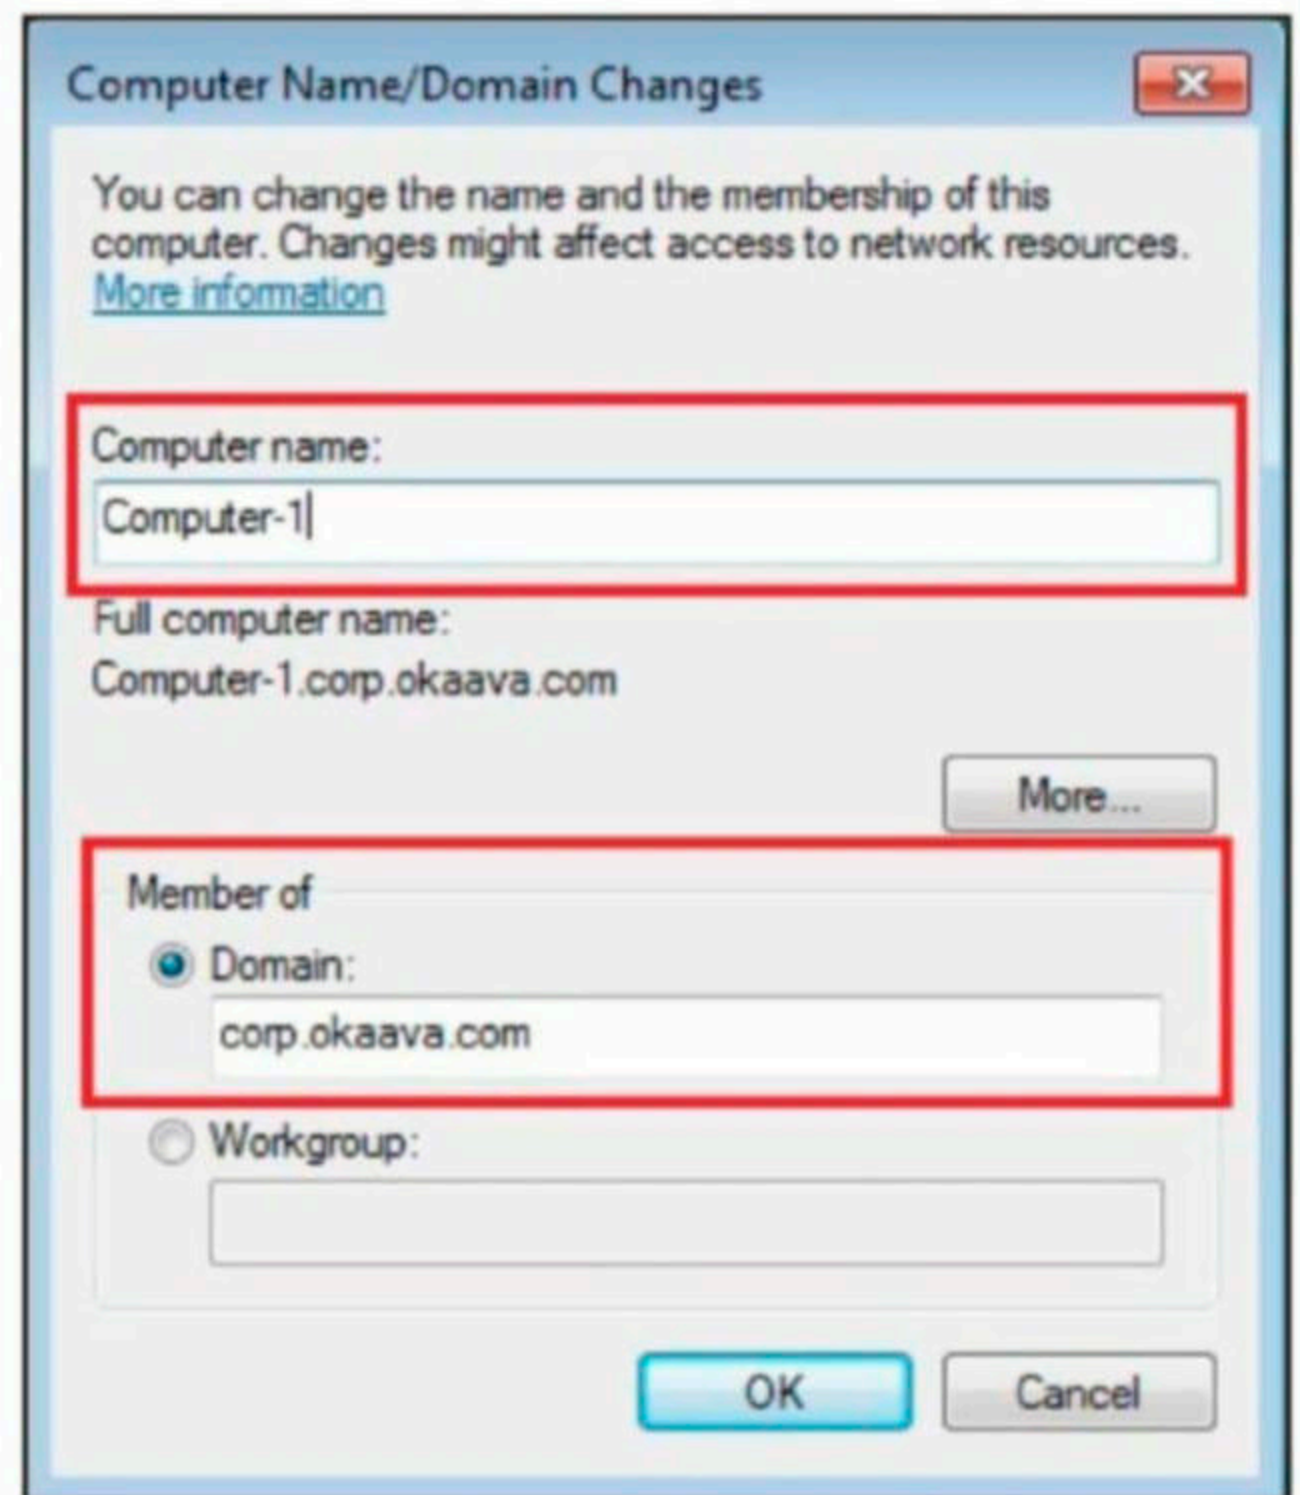 Computer Name/Domain Changes
You can change the name and the membership of this
computer. Changes might affect access to network resources.
More information
Computer name:
Computer-1
Full computer name:
Computer-1.corp.okaava.com
More...
Member of
Domain:
corp.okaava.com
Workgroup:
OK
Cancel